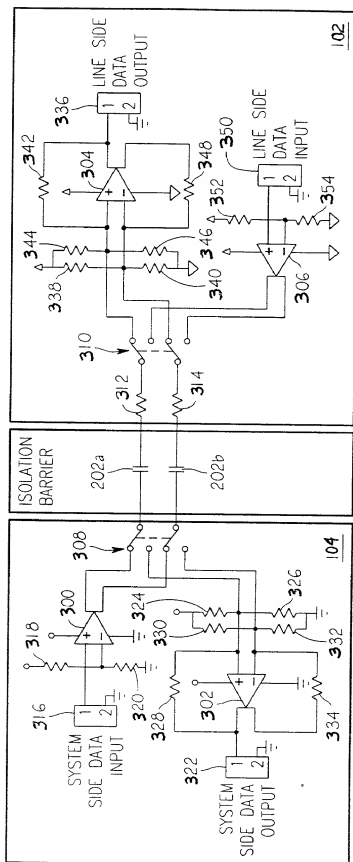 102
LINE SIDE
DATA
OUTPUT
336
1
2
342
304
+
−
348
344
338
346
340
LINE SIDE
DATA
INPUT
350
1
2
352
354
+
−
306
310
312
314
ISOLATION
BARRIER
202a
202b
104
308
300
+
−
318
320
316
1
2
SYSTEM
SIDE DATA
INPUT
324
330
326
332
328
302
+
−
334
322
1
2
SYSTEM
SIDE DATA
OUTPUT